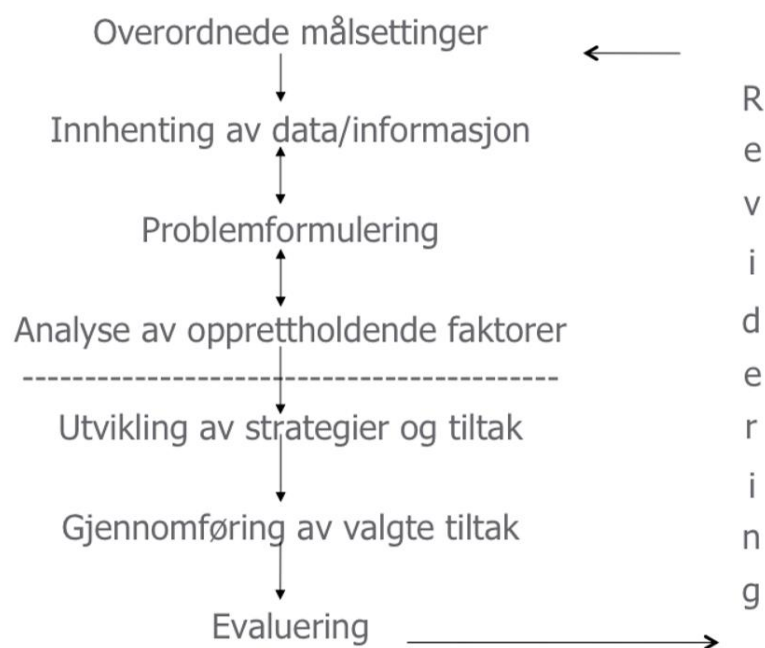 Overordnede målsettinger
Innhenting av data/informasjon
Problemformulering
Analyse av opprettholdende faktorer
Utvikling av strategier og tiltak
Gjennomføring av valgte tiltak
Evaluering
Revidering